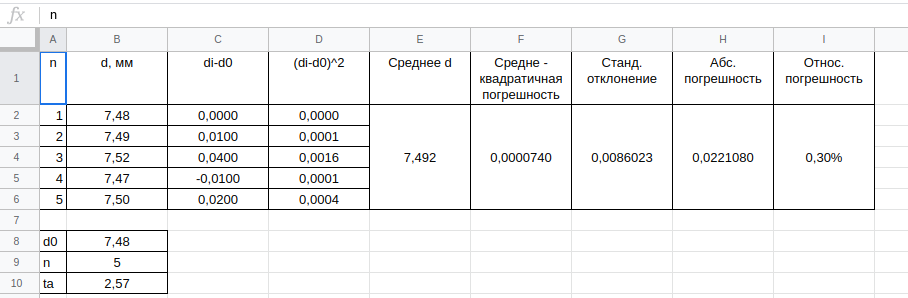 fx n
A B C D E F G H I
1 n d, мм di-d0 (di-d0)^2 Среднее d Средне - квадратичная погрешность Станд. отклонение Абс. погрешность Относ. погрешность
2 1 7,48 0,0000 0,0000
3 2 7,49 0,0100 0,0001
4 3 7,52 0,0400 0,0016 7,492 0,0000740 0,0086023 0,0221080 0,30%
5 4 7,47 -0,0100 0,0001
6 5 7,50 0,0200 0,0004
7
8 d0 7,48
9 n 5
10 ta 2,57